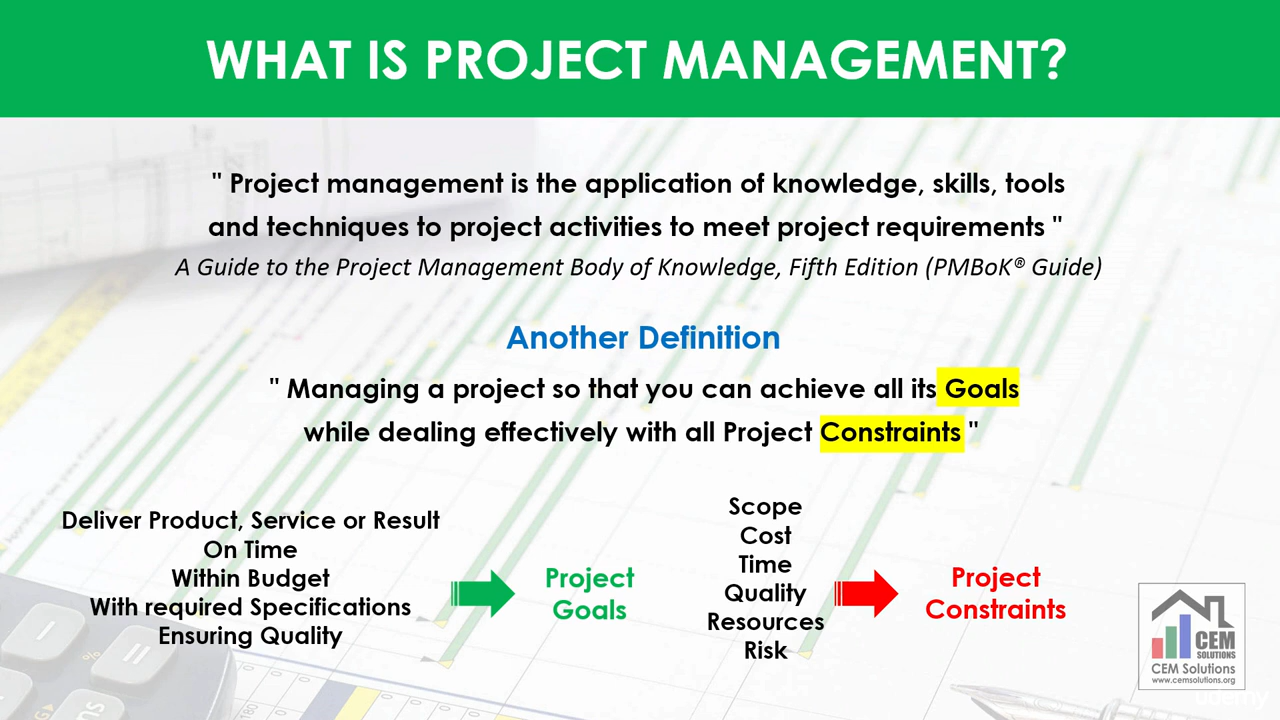 WHAT IS PROJECT MANAGEMENT?
" Project management is the application of knowledge, skills, tools
and techniques to project activities to meet project requirements "
A Guide to the Project Management Body of Knowledge, Fifth Edition (PMBoK® Guide)
Another Definition
" Managing a project so that you can achieve all its Goals
while dealing effectively with all Project Constraints "
Deliver Product, Service or Result
On Time
Within Budget
With required Specifications
Ensuring Quality
Project
Goals
Scope
Cost
Time
Quality
Resources
Risk
Project
Constraints
CEM
SOLUTIONS
CEM Solutions
www.cemsolutions.org
udemy